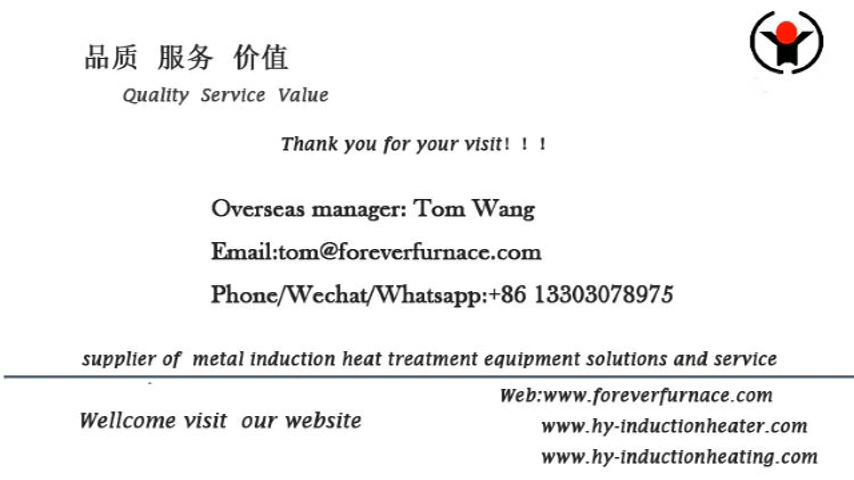 品质 服务 价值
Quality Service Value
Thank you for your visit！！！
Overseas manager: Tom Wang
Email:tom@foreverfurnace.com
Phone/Wechat/Whatsapp:+86 13303078975
supplier of metal induction heat treatment equipment solutions and service
Web:www.foreverfurnace.com
Wellcome visit our website
www.hy-inductionheater.com
www.hy-inductionheating.com